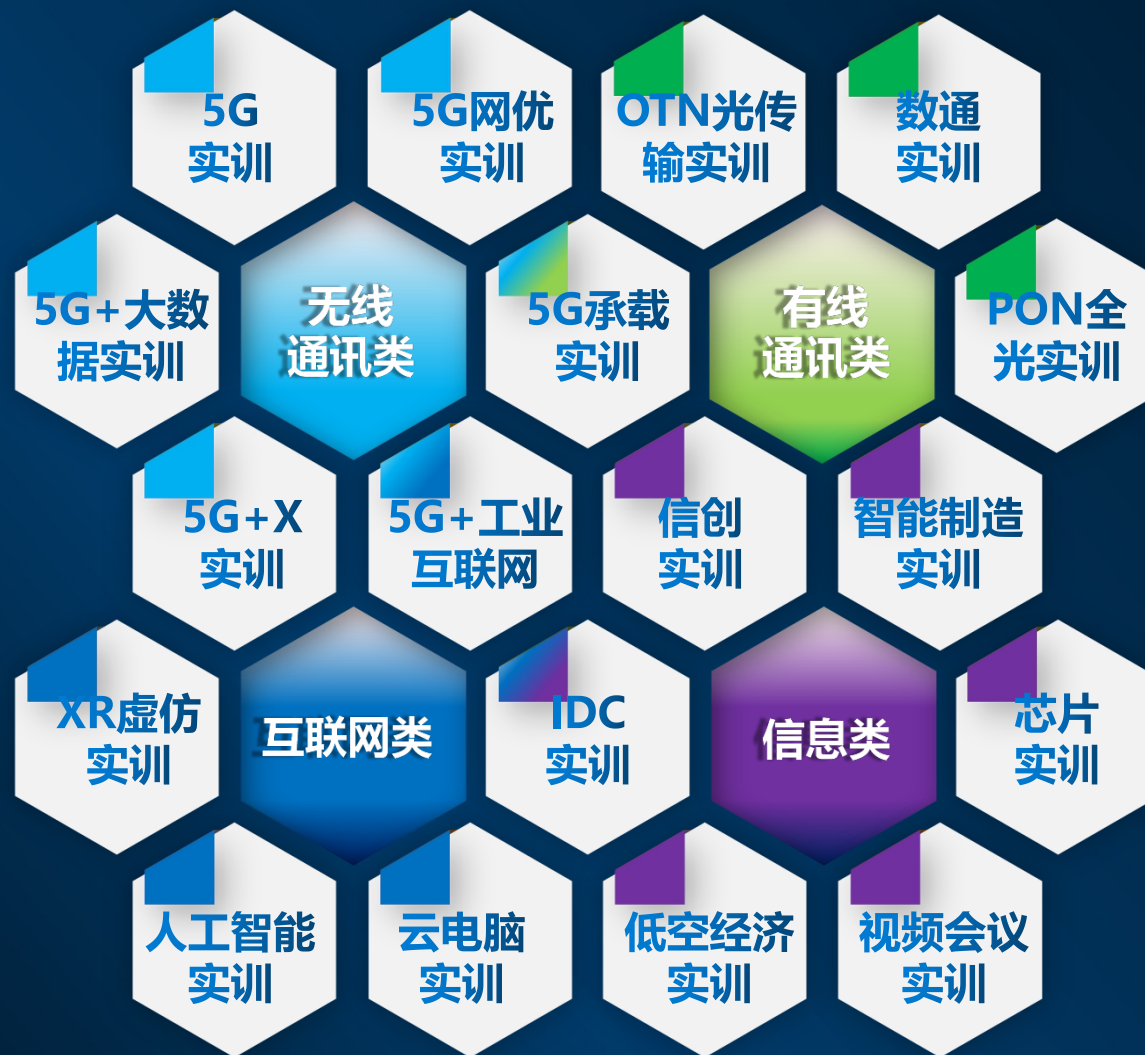 5G
实训
5G网优
实训
OTN光传
输实训
数通
实训
5G+大数
据实训
无线
通讯类
5G承载
实训
有线
通讯类
PON全
光实训
5G+X
实训
5G+工业
互联网
信创
实训
智能制造
实训
XR虚仿
实训
互联网类
IDC
实训
信息类
芯片
实训
人工智能
实训
云电脑
实训
低空经济
实训
视频会议
实训